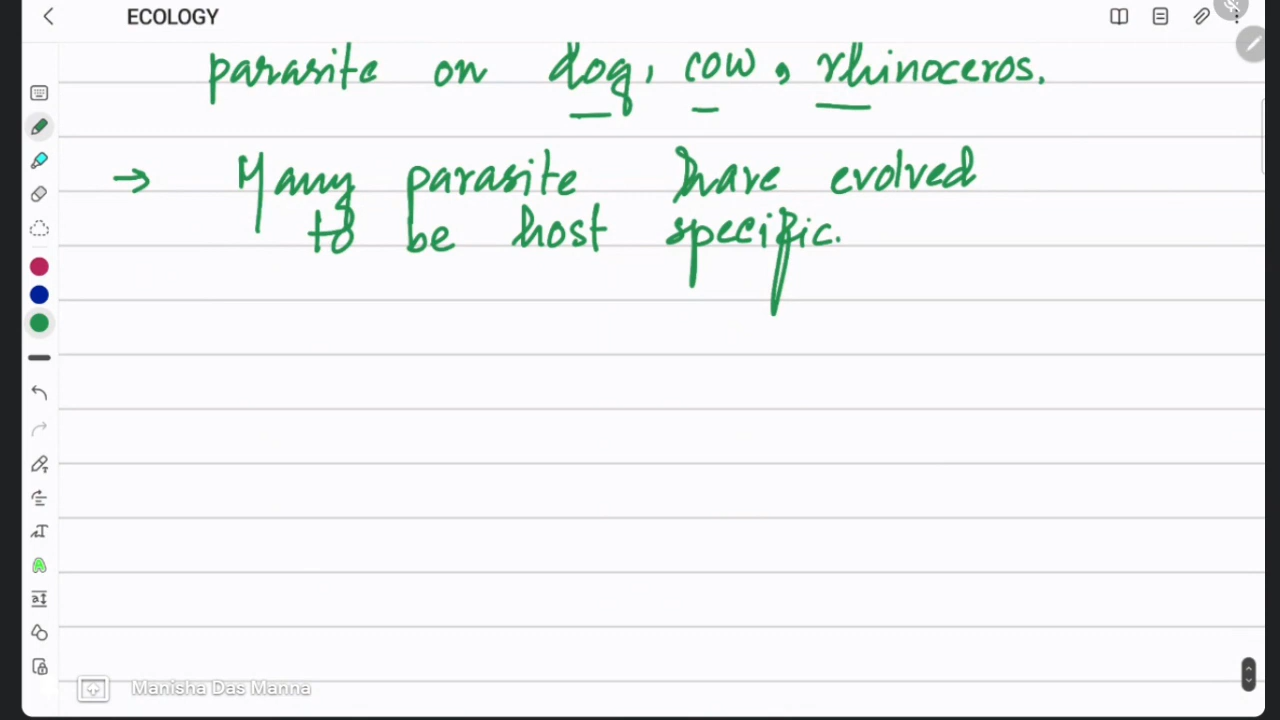 ECOLOGY
parasite on dog, cow, rhinoceros.
→ Many parasite have evolved
to be host specific.
Manisha Das Manna